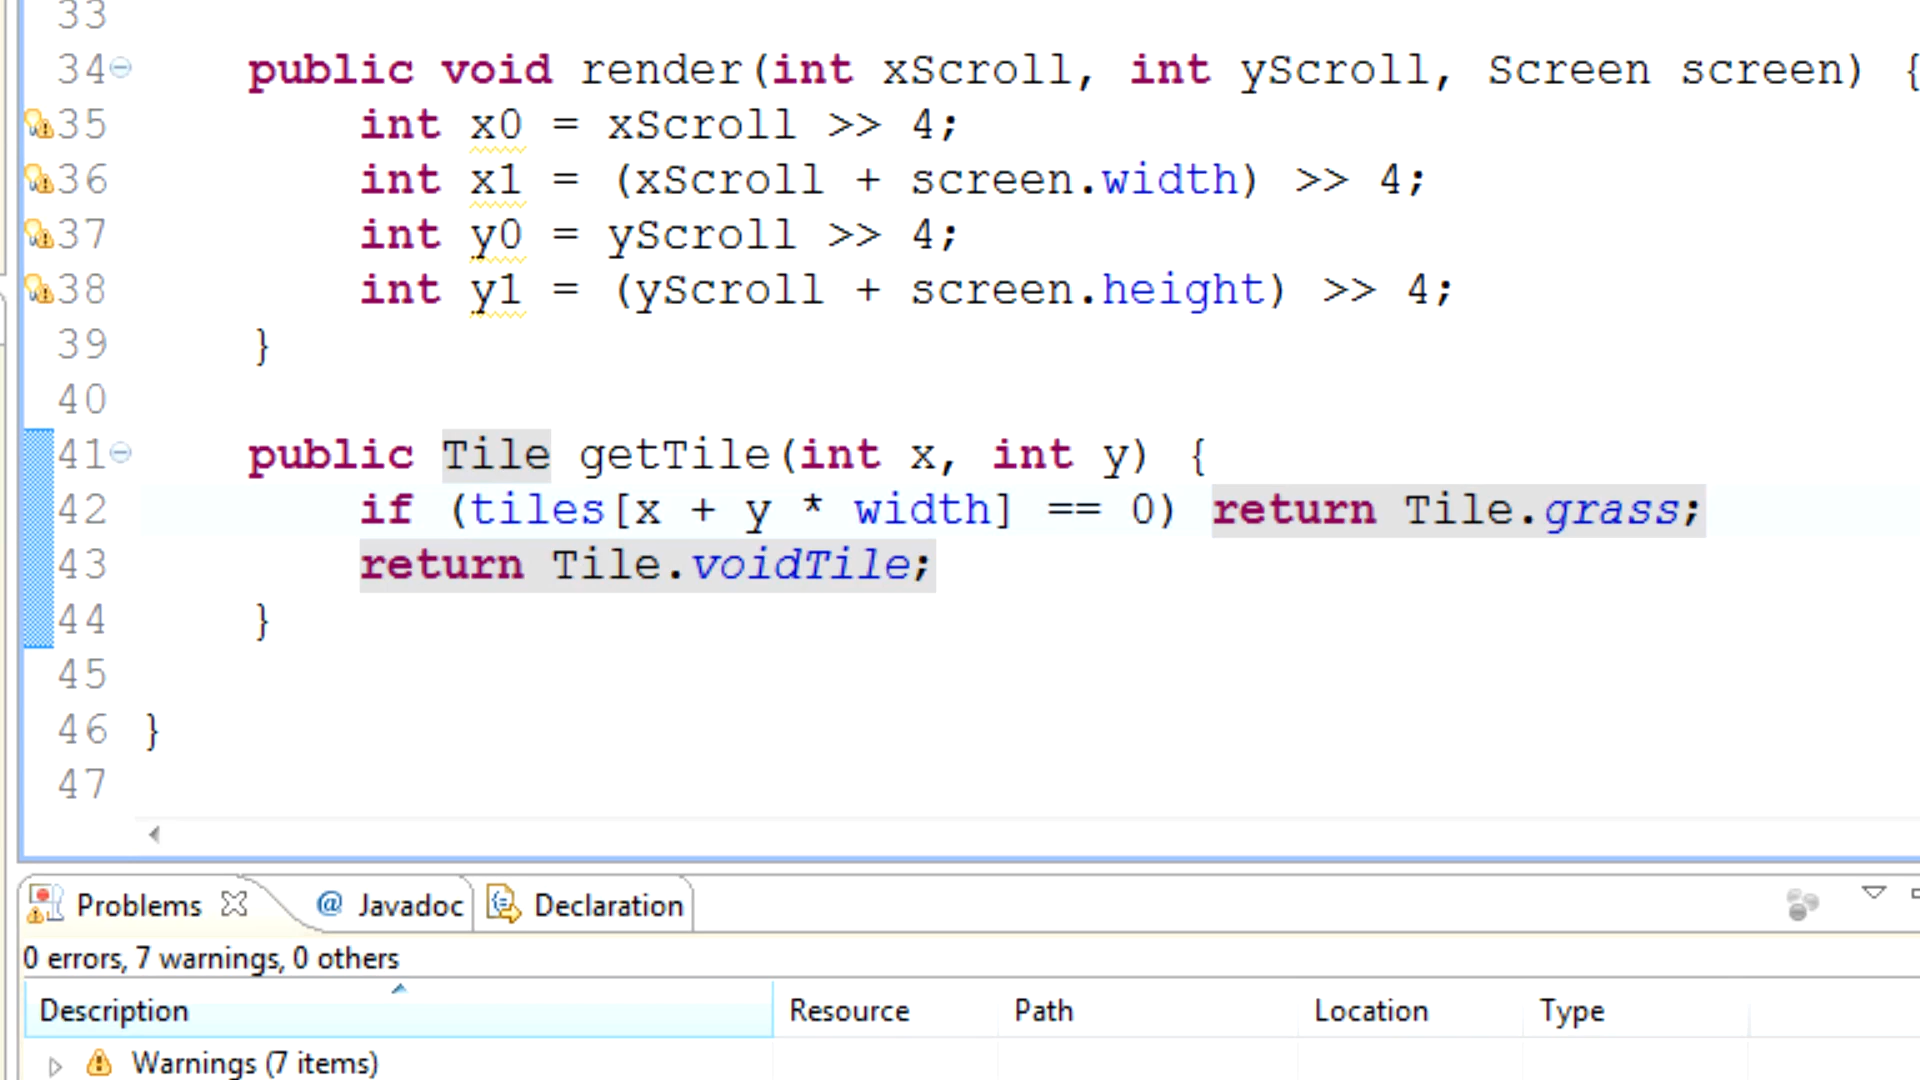 33
34 public void render(int xScroll, int yScroll, Screen screen) {
35 int x0 = xScroll >> 4;
36 int x1 = (xScroll + screen.width) >> 4;
37 int y0 = yScroll >> 4;
38 int y1 = (yScroll + screen.height) >> 4;
39 }
40
41 public Tile getTile(int x, int y) {
42 if (tiles[x + y * width] == 0) return Tile.grass;
43 return Tile.voidTile;
44 }
45
46 }
47
Problems @ Javadoc Declaration
0 errors, 7 warnings, 0 others
Description Resource Path Location Type
Warnings (7 items)